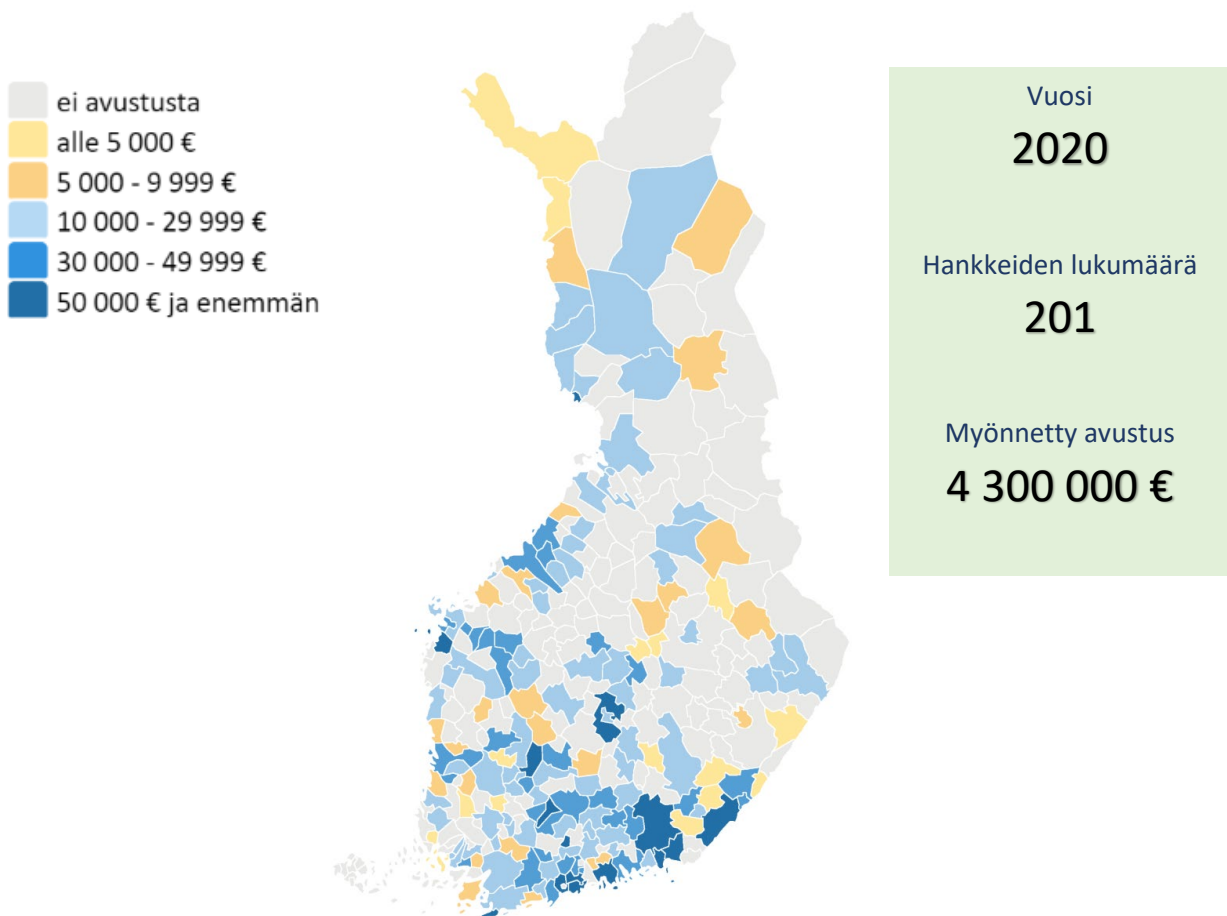 ei avustusta
alle 5 000 €
5 000 - 9 999 €
10 000 - 29 999 €
30 000 - 49 999 €
50 000 € ja enemmän
Vuosi
2020
Hankkeiden lukumäärä
201
Myönnetty avustus
4 300 000 €